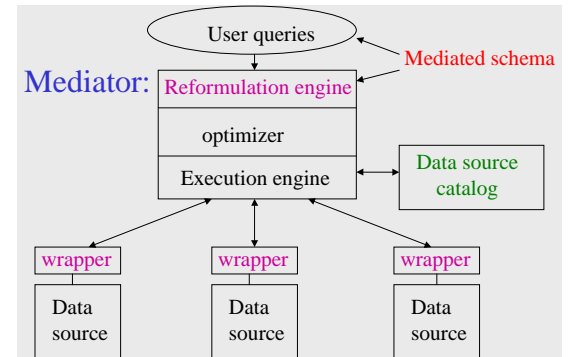 User queries
Mediated schema
Mediator:
Reformulation engine
optimizer
Execution engine
Data source
catalog
wrapper
wrapper
wrapper
Data
source
Data
source
Data
source